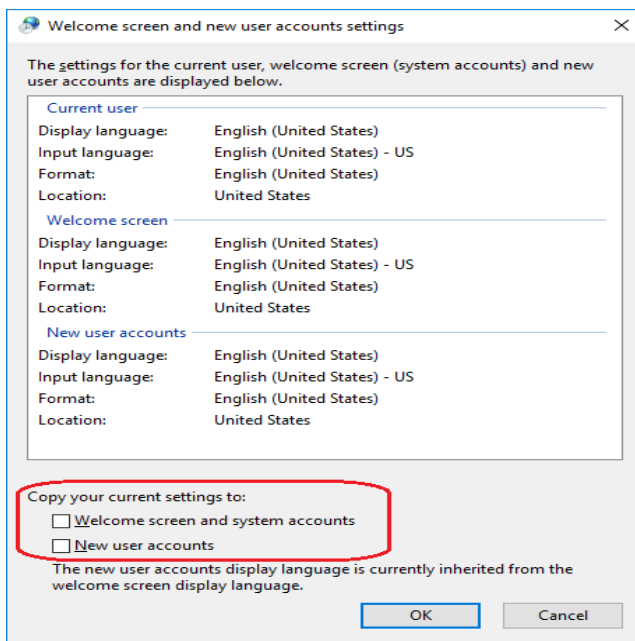 Welcome screen and new user accounts settings
The settings for the current user, welcome screen (system accounts) and new
user accounts are displayed below.
Current user
Display language: English (United States)
Input language: English (United States) - US
Format: English (United States)
Location: United States
Welcome screen
Display language: English (United States)
Input language: English (United States) - US
Format: English (United States)
Location: United States
New user accounts
Display language: English (United States)
Input language: English (United States) - US
Format: English (United States)
Location: United States
Copy your current settings to:
Welcome screen and system accounts
New user accounts
The new user accounts display language is currently inherited from the
welcome screen display language.
OK Cancel